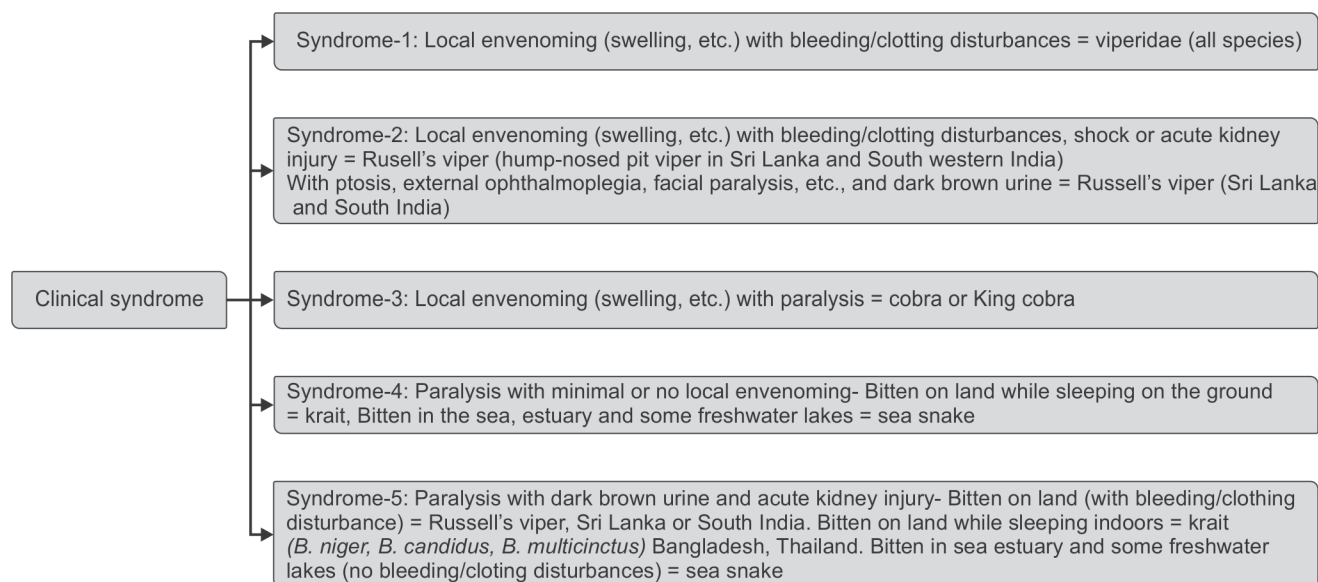 Syndrome-1: Local envenoming (swelling, etc.) with bleeding/clotting disturbances = viperidae (all species)
Syndrome-2: Local envenoming (swelling, etc.) with bleeding/clotting disturbances, shock or acute kidney
injury = Rusell's viper (hump-nosed pit viper in Sri Lanka and South western India)
With ptosis, external ophthalmoplegia, facial paralysis, etc., and dark brown urine = Russell's viper (Sri Lanka
and South India)
Clinical syndrome
Syndrome-3: Local envenoming (swelling, etc.) with paralysis = cobra or King cobra
Syndrome-4: Paralysis with minimal or no local envenoming- Bitten on land while sleeping on the ground
= krait, Bitten in the sea, estuary and some freshwater lakes = sea snake
Syndrome-5: Paralysis with dark brown urine and acute kidney injury- Bitten on land (with bleeding/clothing
disturbance) = Russell's viper, Sri Lanka or South India. Bitten on land while sleeping indoors = krait
(B. niger, B. candidus, B. multicinctus) Bangladesh, Thailand. Bitten in sea estuary and some freshwater
lakes (no bleeding/cloting disturbances) = sea snake